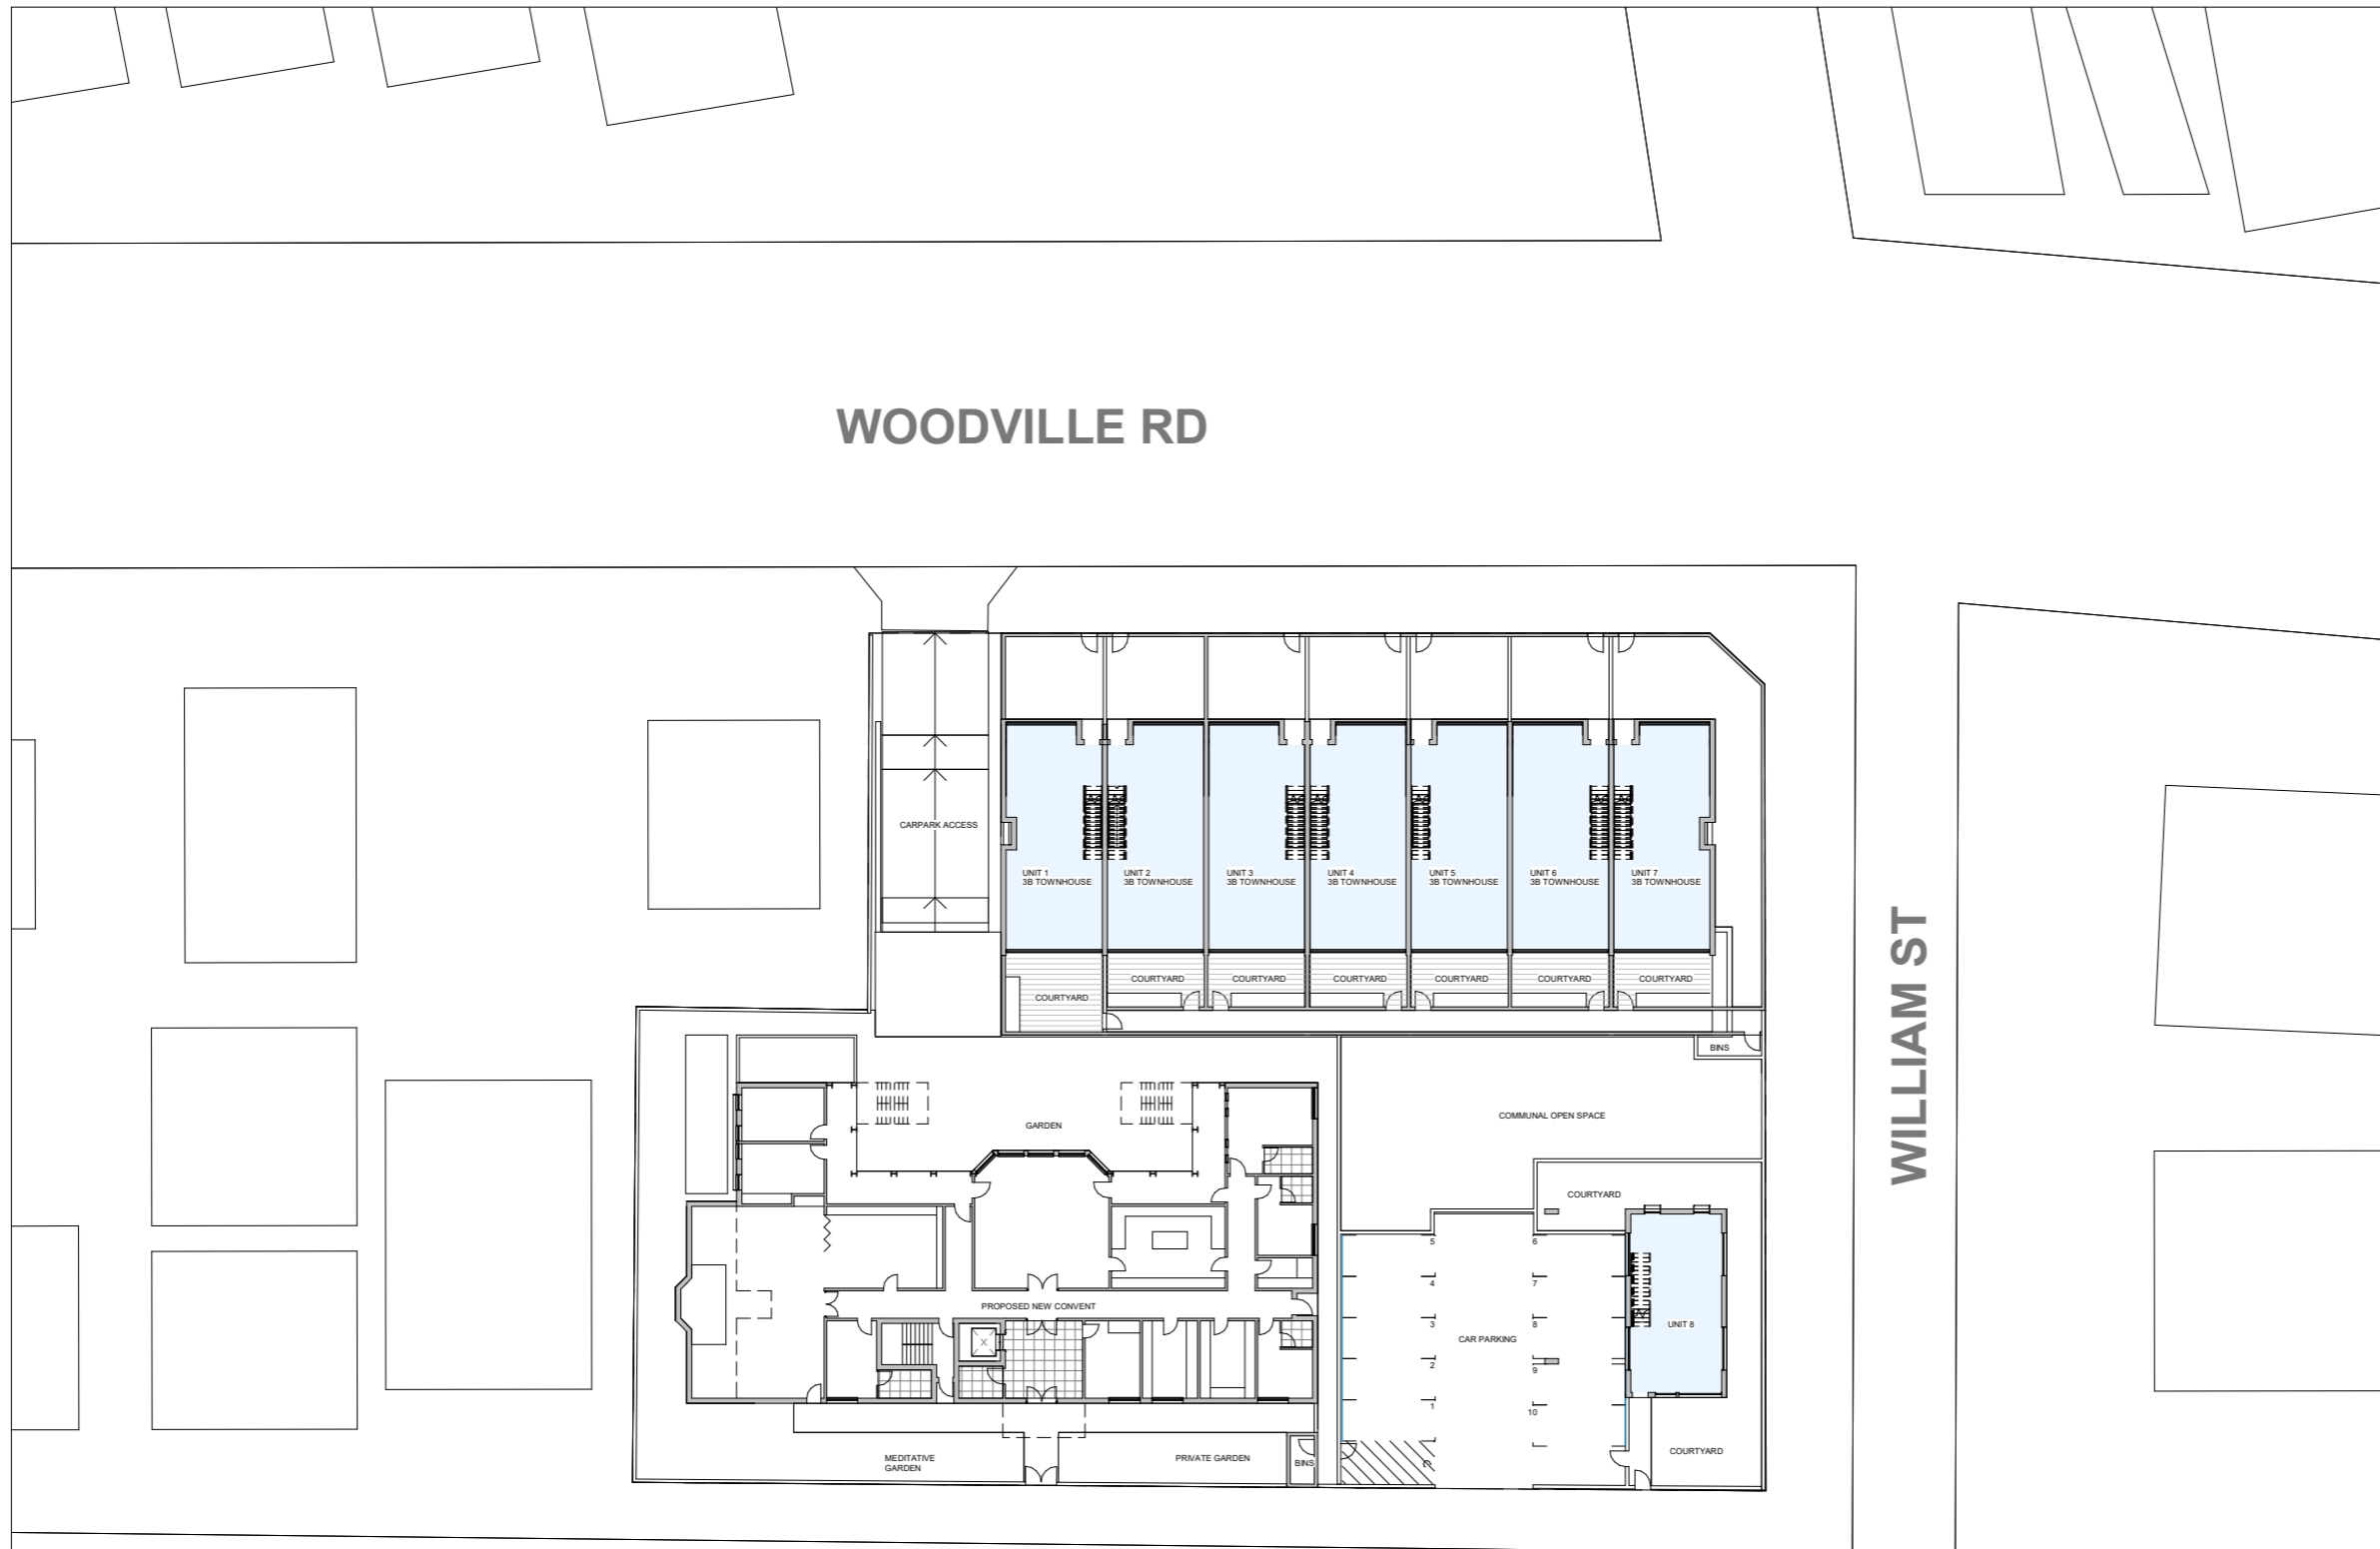 WOODVILLE RD
CARPARK ACCESS
UNIT 1
3B TOWNHOUSE
UNIT 2
3B TOWNHOUSE
UNIT 3
3B TOWNHOUSE
UNIT 4
3B TOWNHOUSE
UNIT 5
3B TOWNHOUSE
UNIT 6
3B TOWNHOUSE
UNIT 7
3B TOWNHOUSE
COURTYARD
COURTYARD
COURTYARD
COURTYARD
COURTYARD
COURTYARD
COURTYARD
WILLIAM ST
BINS
COMMUNAL OPEN SPACE
GARDEN
COURTYARD
5
6
4
7
PROPOSED NEW CONVENT
3
8
UNIT 8
CAR PARKING
2
9
1
10
MEDITATIVE
GARDEN
PRIVATE GARDEN
BINS
COURTYARD